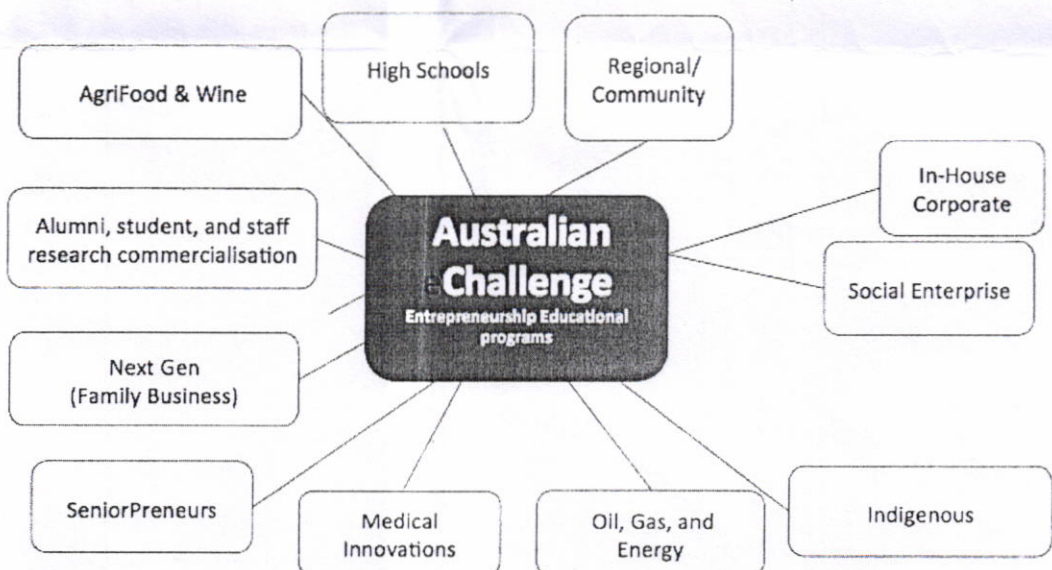 High Schools
Regional/
Community
AgriFood & Wine
In-House
Corporate
Alumni, student, and staff
research commercialisation
Australian
eChallenge
Entrepreneurship Educational
programs
Social Enterprise
Next Gen
(Family Business)
SeniorPreneurs
Medical
Innovations
Oil, Gas, and
Energy
Indigenous